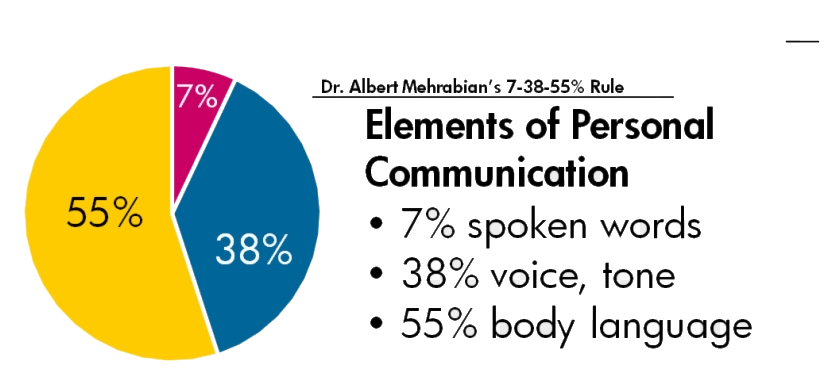 7%
Dr. Albert Mehrabian's 7-38-55% Rule
Elements of Personal
Communication
55%
38%
• 7% spoken words
• 38% voice, tone
• 55% body language